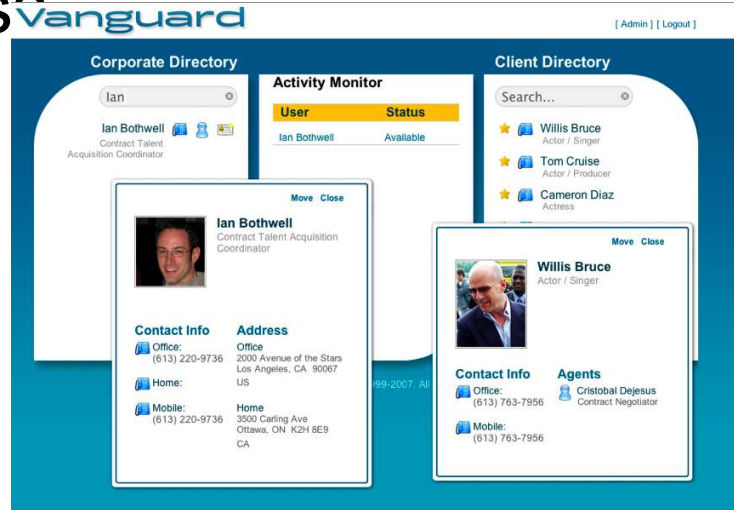 Vanguard
[ Admin ] [ Logout ]
Corporate Directory
Ian
Ian Bothwell
Contract Talent
Acquisition Coordinator
Activity Monitor
User Status
Ian Bothwell Available
Client Directory
Search...
Willis Bruce
Actor / Singer
Tom Cruise
Actor / Producer
Cameron Diaz
Actress
Move Close
Ian Bothwell
Contract Talent Acquisition
Coordinator
Contact Info
Office:
(613) 220-9736
Home:
Mobile:
(613) 220-9736
Address
Office
2000 Avenue of the Stars
Los Angeles, CA 90067
US
Home
3500 Carling Ave
Ottawa, ON K2H 8E9
CA
Move Close
Willis Bruce
Actor / Singer
Contact Info
Office:
(613) 763-7956
Mobile:
(613) 763-7956
Agents
Cristobal Dejesus
Contract Negotiator
99-2007. All